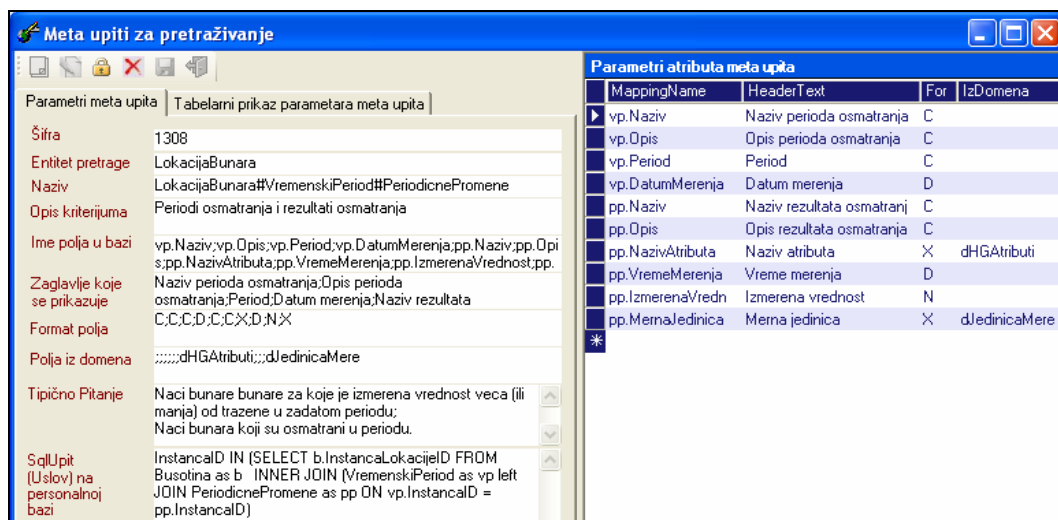 Meta upiti za pretraživanje
Parametri meta upita
Tabelarni prikaz parametara meta upita
Šifra
1308
Entitet pretrage
LokacijaBunara
Naziv
LokacijaBunara#VremenskiPeriod#PeriodicnePromene
Opis kriterijuma
Periodi osmatranja i rezultati osmatranja
Ime polja u bazi
vp.Naziv;vp.Opis;vp.Period;vp.DatumMerenja;pp.Naziv;pp.Opi
s;pp.NazivAtributa;pp.VremeMerenja;pp.IzmerenaVrednost;pp.
Zaglavlje koje
se prikazuje
Naziv perioda osmatranja;Opis perioda
osmatranja;Period;Datum merenja;Naziv rezultata
Format polja
C;C;C;D;C;C;X;D;N;X
Polja iz domena
;;;;;;dHGAtributi;;;dJedinicaMere
Tipično Pitanje
Naci bunare bunare za koje je izmerena vrednost veca (ili
manja) od trazene u zadatom periodu;
Naci bunara koji su osmatrani u periodu.
SqlUpit
(Uslov) na
personalnoj
bazi
InstancaID IN (SELECT b.InstancaLokacijeID FROM
Busotina as b INNER JOIN (VremenskiPeriod as vp left
JOIN PeriodicnePromene as pp ON vp.InstancaID =
pp.InstancaID)
Parametri atributa meta upita
MappingName HeaderText For IzDomena
vp.Naziv Naziv perioda osmatranja C
vp.Opis Opis perioda osmatranja C
vp.Period Period C
vp.DatumMerenja Datum merenja D
pp.Naziv Naziv rezultata osmatranj C
pp.Opis Opis rezultata osmatranja C
pp.NazivAtributa Naziv atributa X dHGAtributi
pp.VremeMerenja Vreme merenja D
pp.IzmerenaVredn Izmerena vrednost N
pp.MernaJedinica Merna jedinica X dJedinicaMere